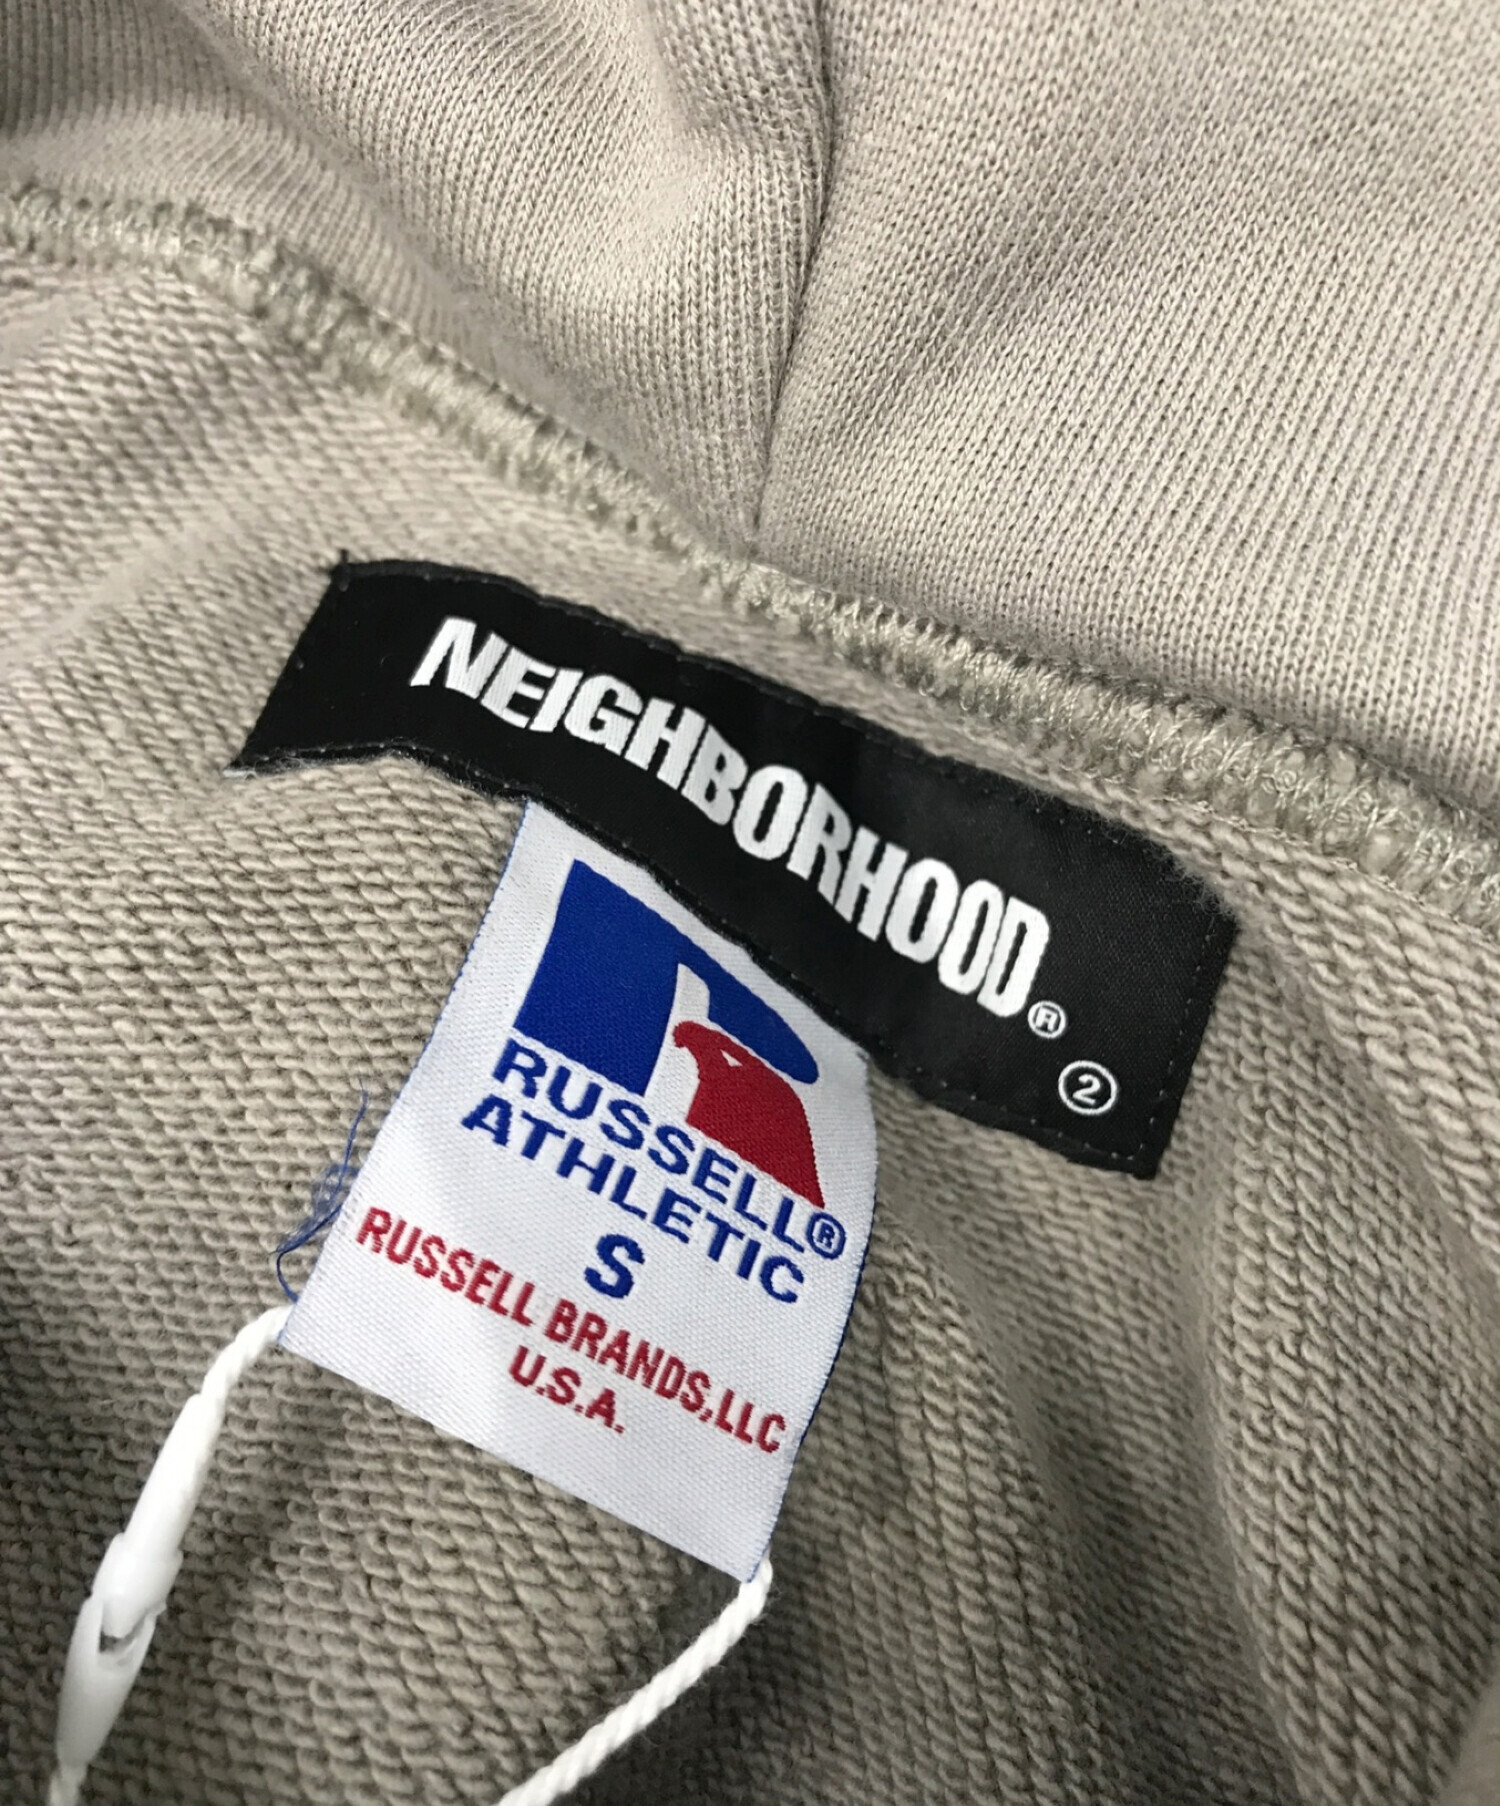 NEIGHBORHOOD®
②
RUSSELL®
ATHLETIC
S
RUSSELL BRANDS,LLC
U.S.A.